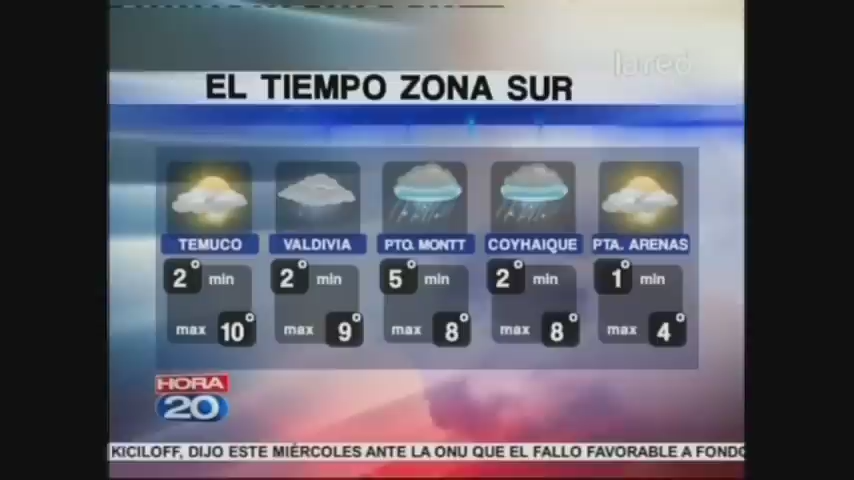 la red
EL TIEMPO ZONA SUR
TEMUCO VALDIVIA PTO. MONTT COYHAIQUE PTA. ARENAS
2° min 2° min 5° min 2° min 1° min
max 10° max 9° max 8° max 8° max 4°
HORA
20
KICILOFF, DIJO ESTE MIÉRCOLES ANTE LA ONU QUE EL FALLO FAVORABLE A FONDO